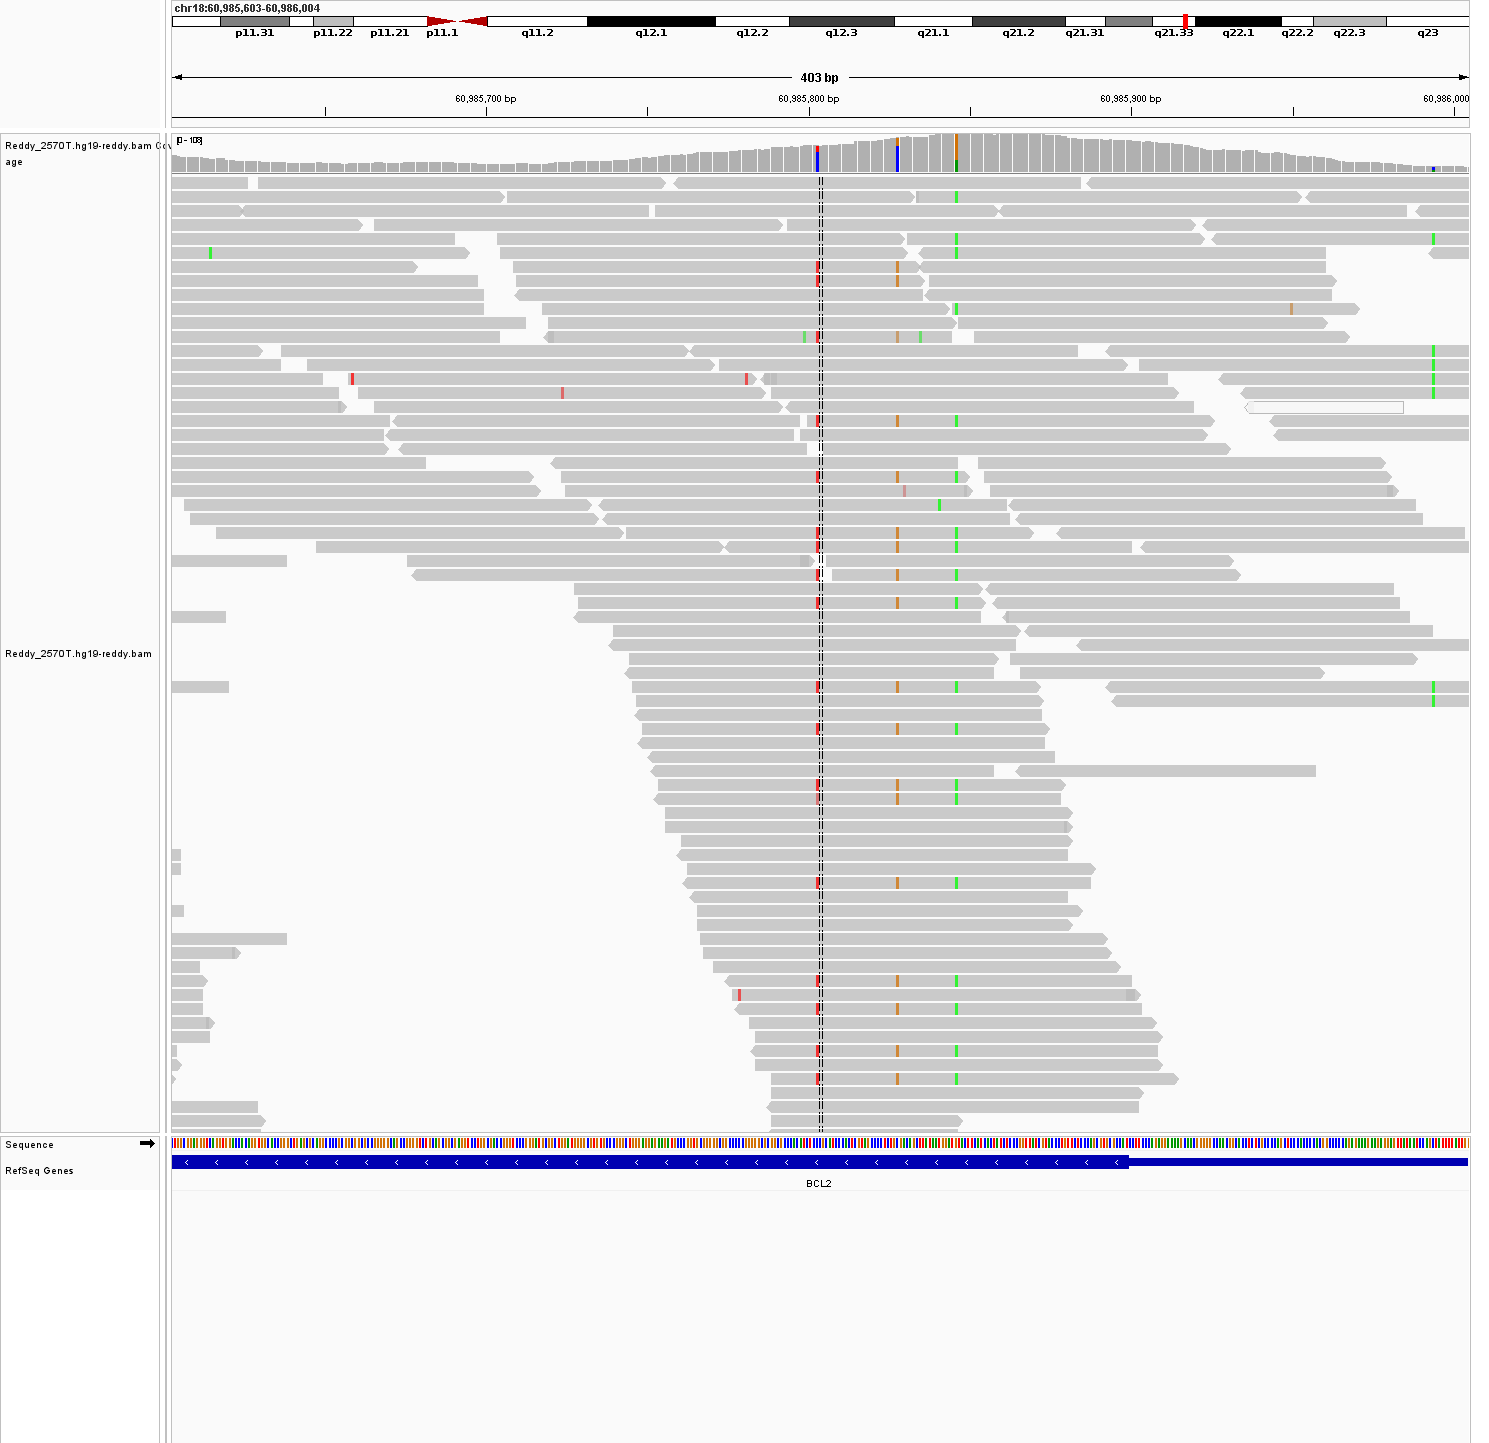 chr18:60,985,603-60,986,004
p11.31 p11.22 p11.21 p11.1 q11.2 q12.1 q12.2 q12.3 q21.1 q21.2 q21.31 q21.33 q22.1 q22.2 q22.3 q23
403 bp
60,985,700 bp 60,985,800 bp 60,985,900 bp 60,986,000
[0 - 108]
Reddy_2570T.hg19-reddy.bam Cov
age
Reddy_2570T.hg19-reddy.bam
Sequence
RefSeq Genes
BCL2